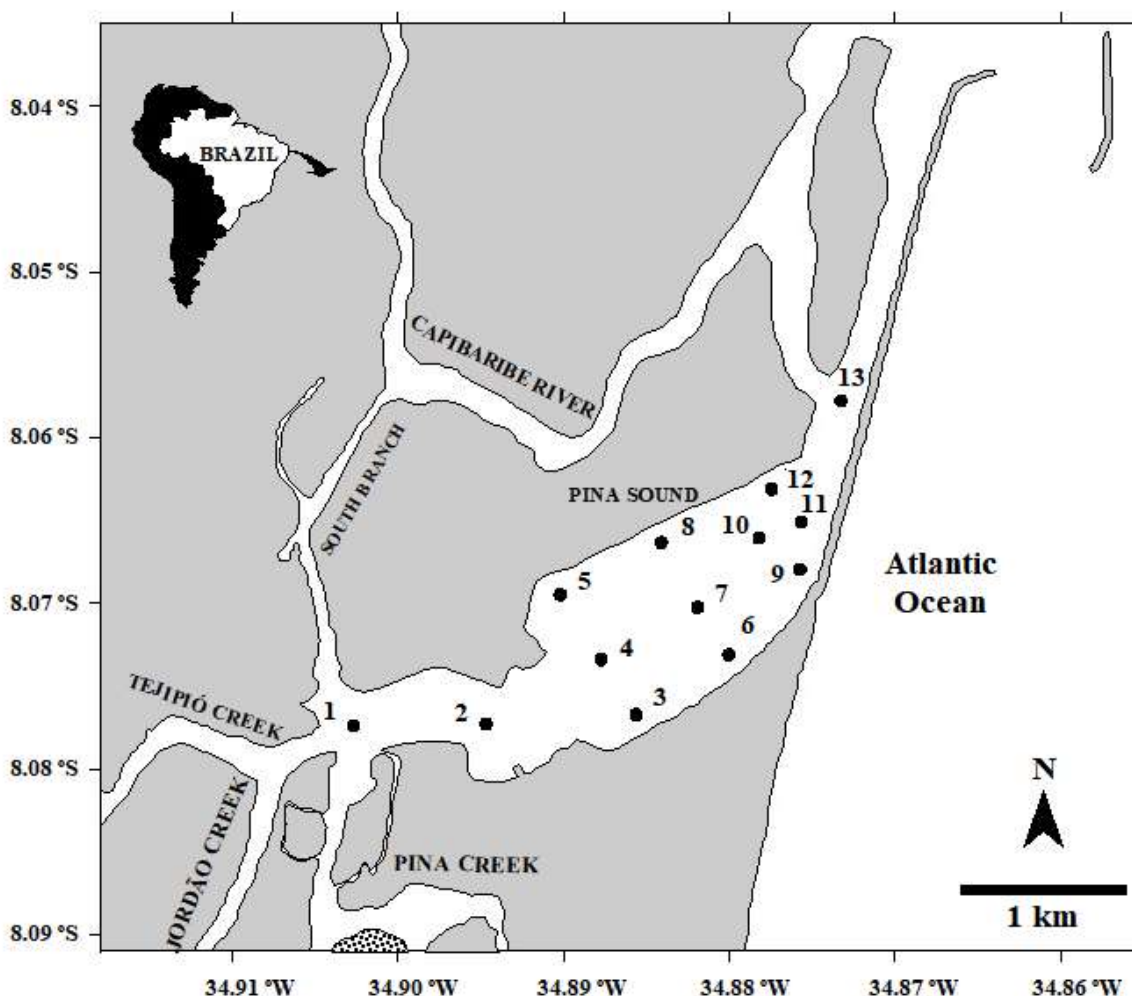 8.04 °S
BRAZIL
8.05 °S
CAPIBARIBE RIVER
13
8.06 °S
SOUTH BRANCH
PINA SOUND
12
11
10
8
9
Atlantic
Ocean
5
7
8.07 °S
6
4
3
TEJIPIÓ CREEK
1
2
8.08 °S
N
JORDÃO CREEK
PINA CREEK
1 km
8.09 °S
34.91 °W
34.90 °W
34.89 °W
34.88 °W
34.87 °W
34.86 °W